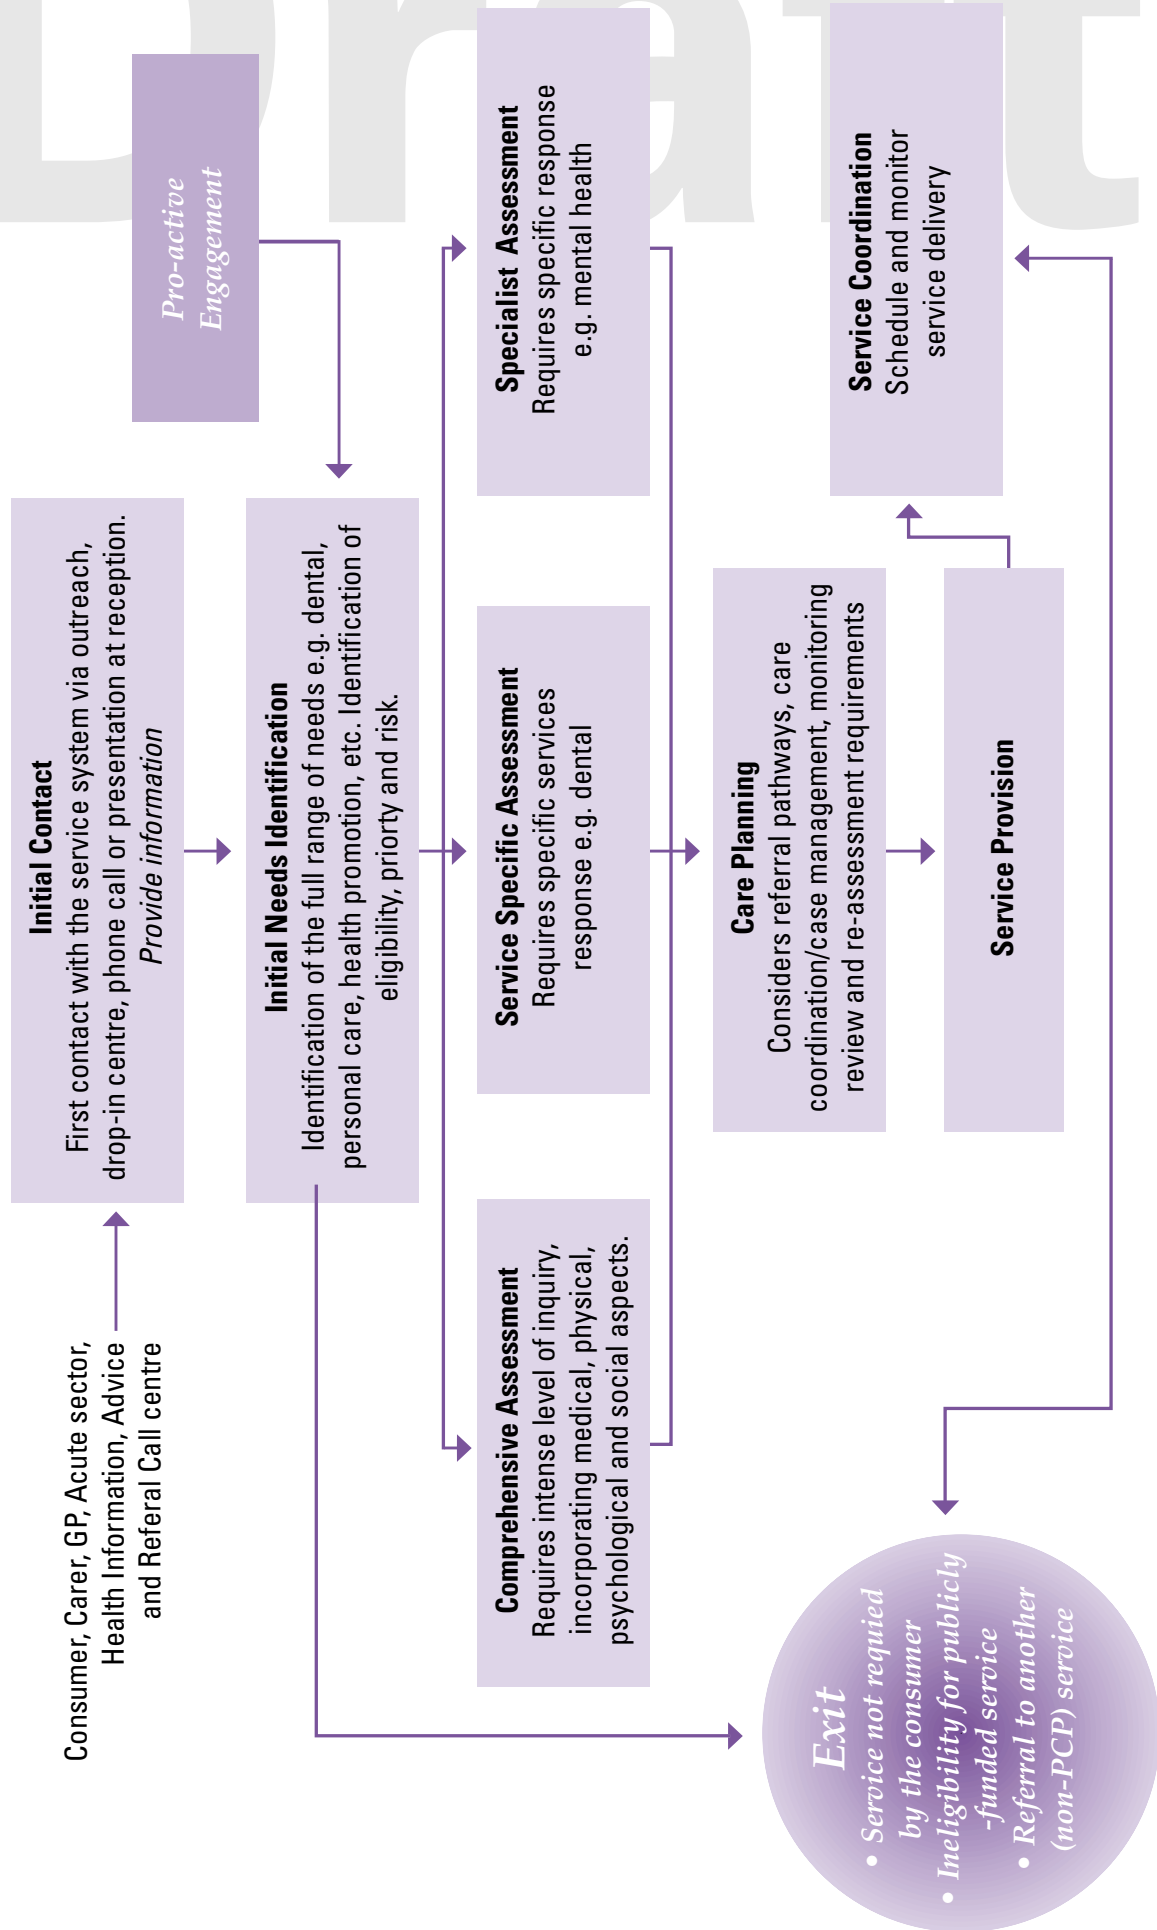 Draft
Consumer, Carer, GP, Acute sector,
Health Information, Advice
and Referal Call centre
Initial Contact
First contact with the service system via outreach,
drop-in centre, phone call or presentation at reception.
Provide information
Pro-active
Engagement
Initial Needs Identification
Identification of the full range of needs e.g. dental,
personal care, health promotion, etc. Identification of
eligibility, priorty and risk.
Comprehensive Assessment
Requires intense level of inquiry,
incorporating medical, physical,
psychological and social aspects.
Service Specific Assessment
Requires specific services
response e.g. dental
Specialist Assessment
Requires specific response
e.g. mental health
Care Planning
Considers referral pathways, care
coordination/case management, monitoring
review and re-assessment requirements
Service Provision
Service Coordination
Schedule and monitor
service delivery
Exit
• Service not requied
by the consumer
• Ineligibility for publicly
-funded service
• Referral to another
(non-PCP) service